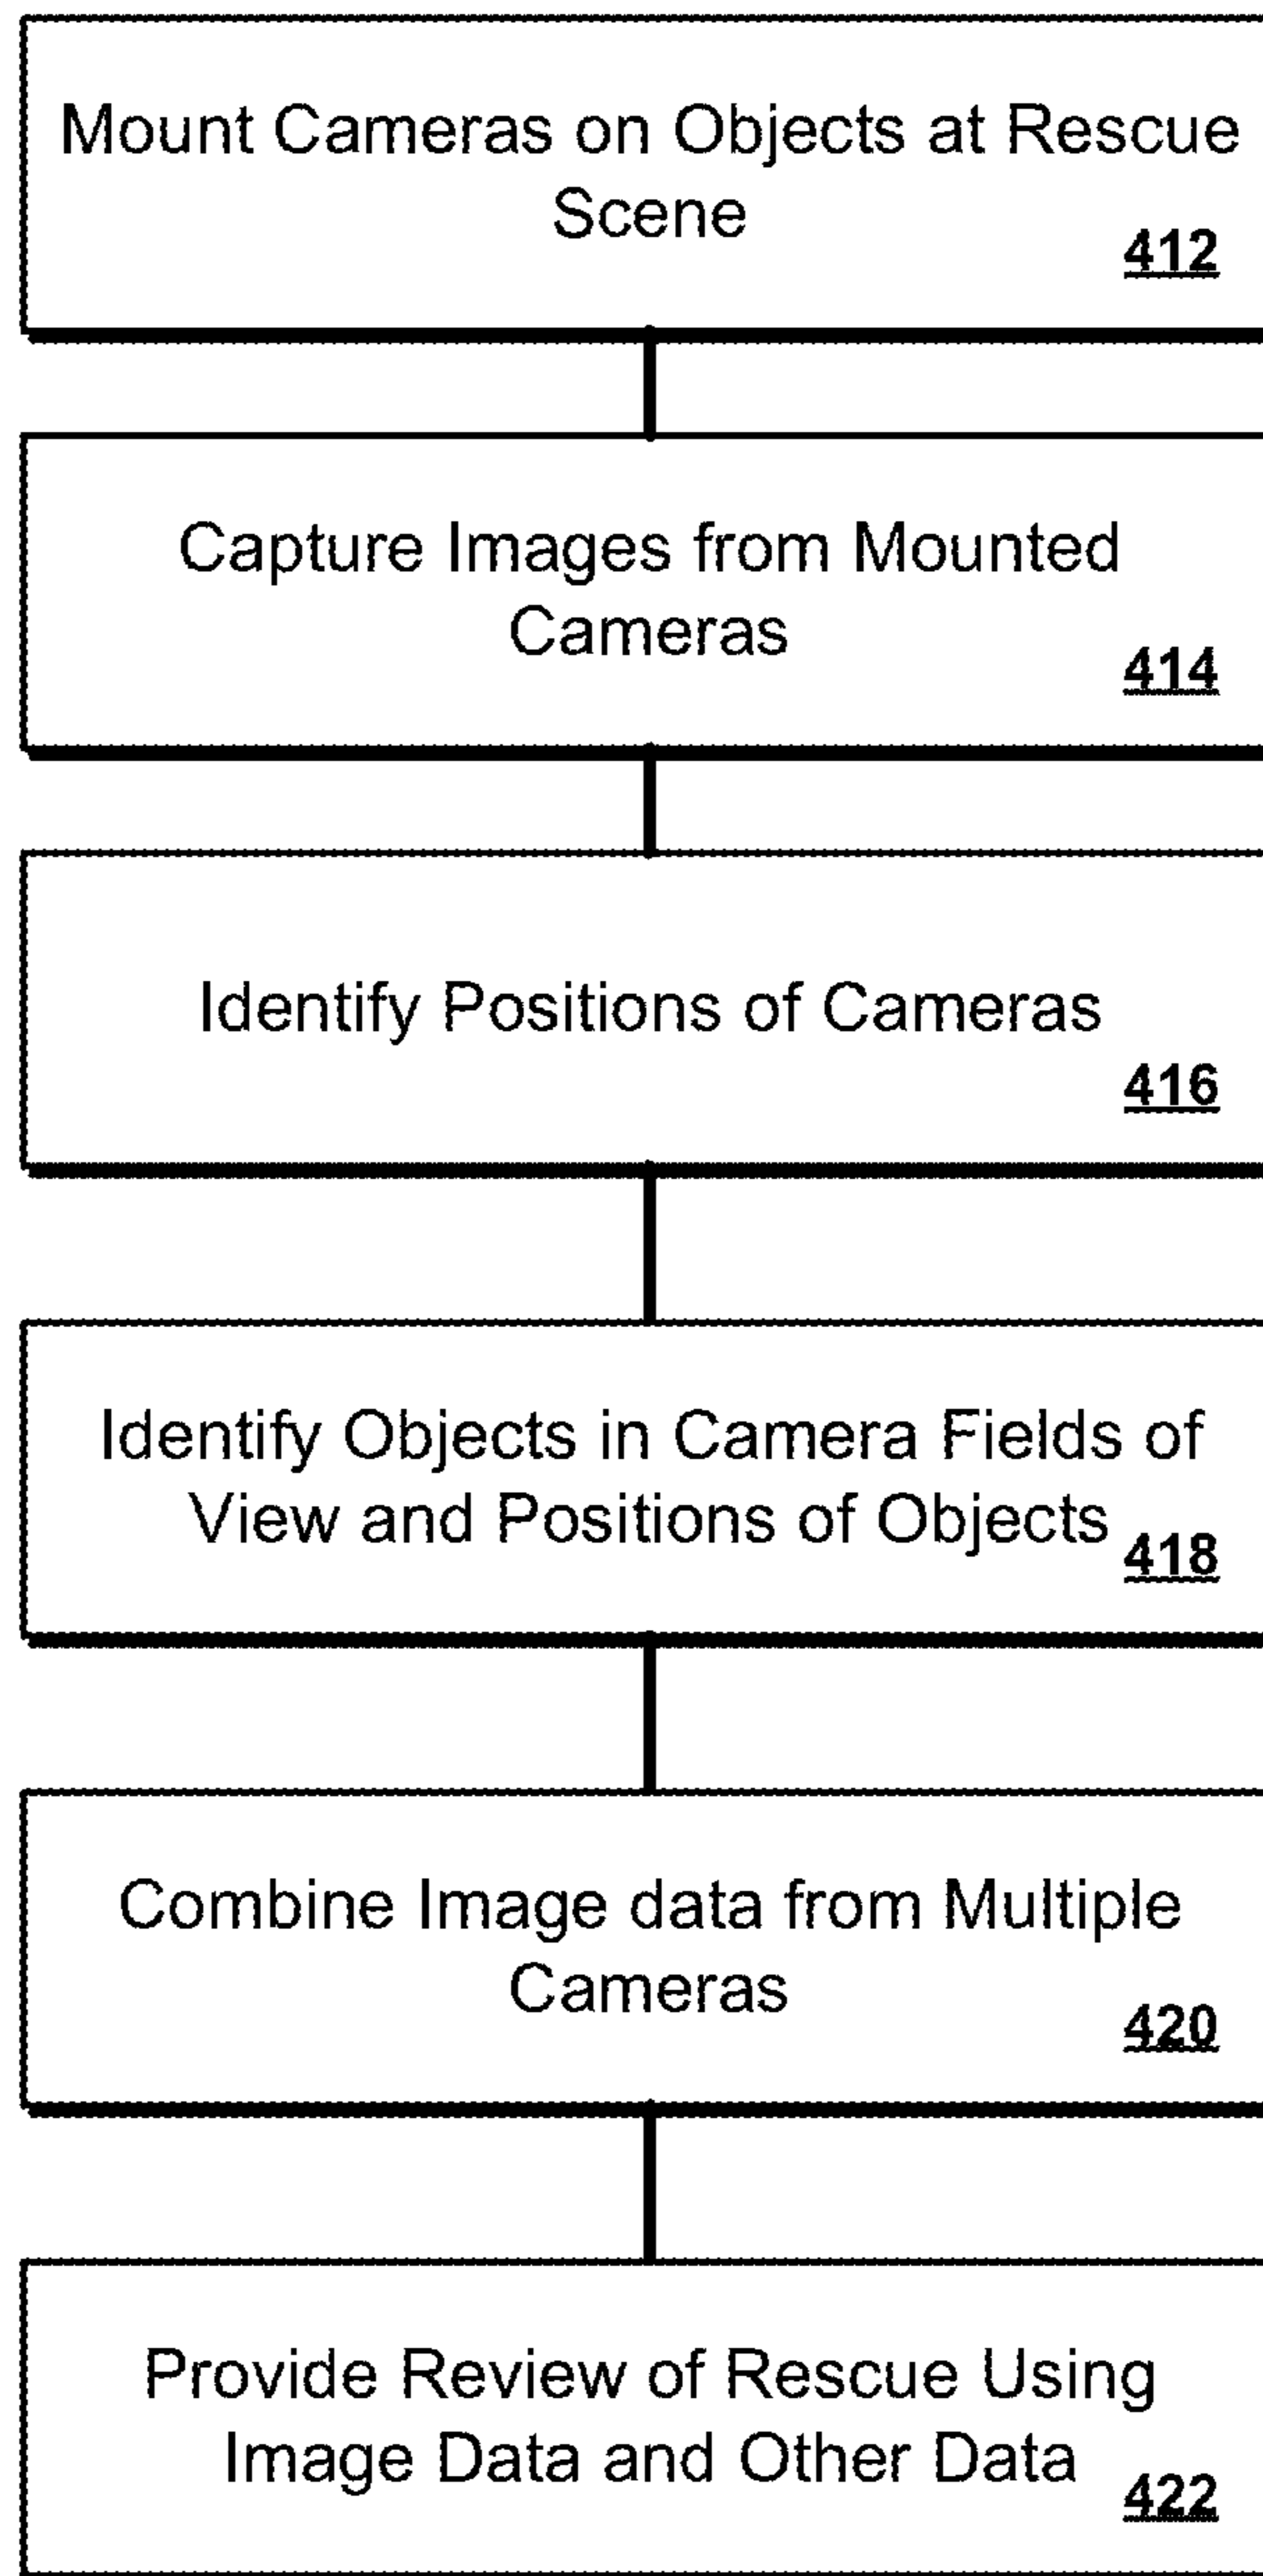 Mount Cameras on Objects at Rescue
Scene
412
Capture Images from Mounted
Cameras
414
Identify Positions of Cameras
416
Identify Objects in Camera Fields of
View and Positions of Objects
418
Combine Image data from Multiple
Cameras
420
Provide Review of Rescue Using
Image Data and Other Data
422